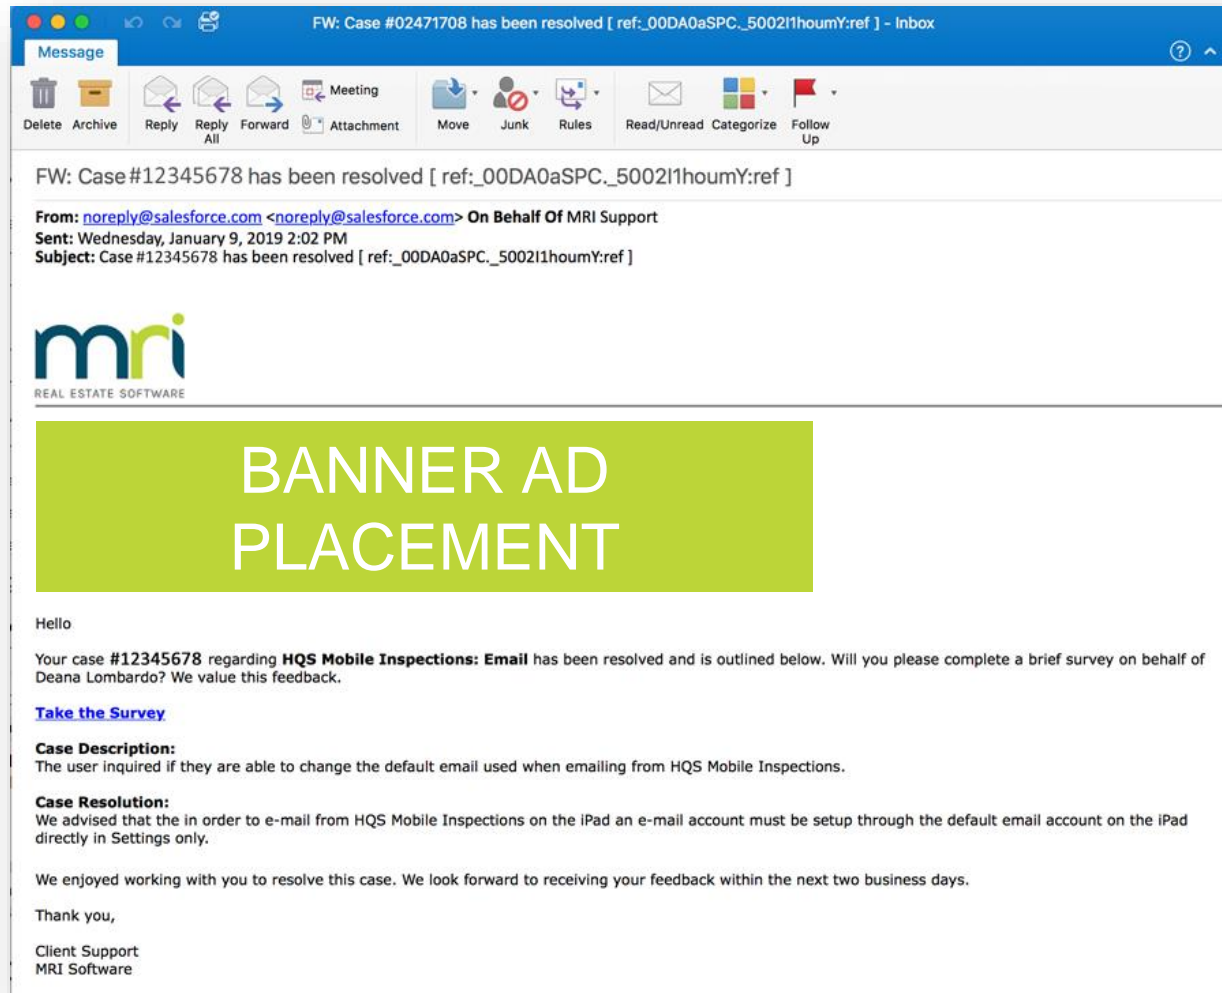 FW: Case #02471708 has been resolved [ ref:_00DA0aSPC._5002I1houmY:ref ] - Inbox
Message
?
Delete Archive Reply Reply All Forward Meeting Attachment Move Junk Rules Read/Unread Categorize Follow Up
FW: Case #12345678 has been resolved [ ref:_00DA0aSPC._5002I1houmY:ref ]
From: noreply@salesforce.com <noreply@salesforce.com> On Behalf Of MRI Support
Sent: Wednesday, January 9, 2019 2:02 PM
Subject: Case #12345678 has been resolved [ ref:_00DA0aSPC._5002I1houmY:ref ]
mri
REAL ESTATE SOFTWARE
BANNER AD
PLACEMENT
Hello
Your case #12345678 regarding HQS Mobile Inspections: Email has been resolved and is outlined below. Will you please complete a brief survey on behalf of
Deana Lombardo? We value this feedback.
Take the Survey
Case Description:
The user inquired if they are able to change the default email used when emailing from HQS Mobile Inspections.
Case Resolution:
We advised that the in order to e-mail from HQS Mobile Inspections on the iPad an e-mail account must be setup through the default email account on the iPad
directly in Settings only.
We enjoyed working with you to resolve this case. We look forward to receiving your feedback within the next two business days.
Thank you,
Client Support
MRI Software